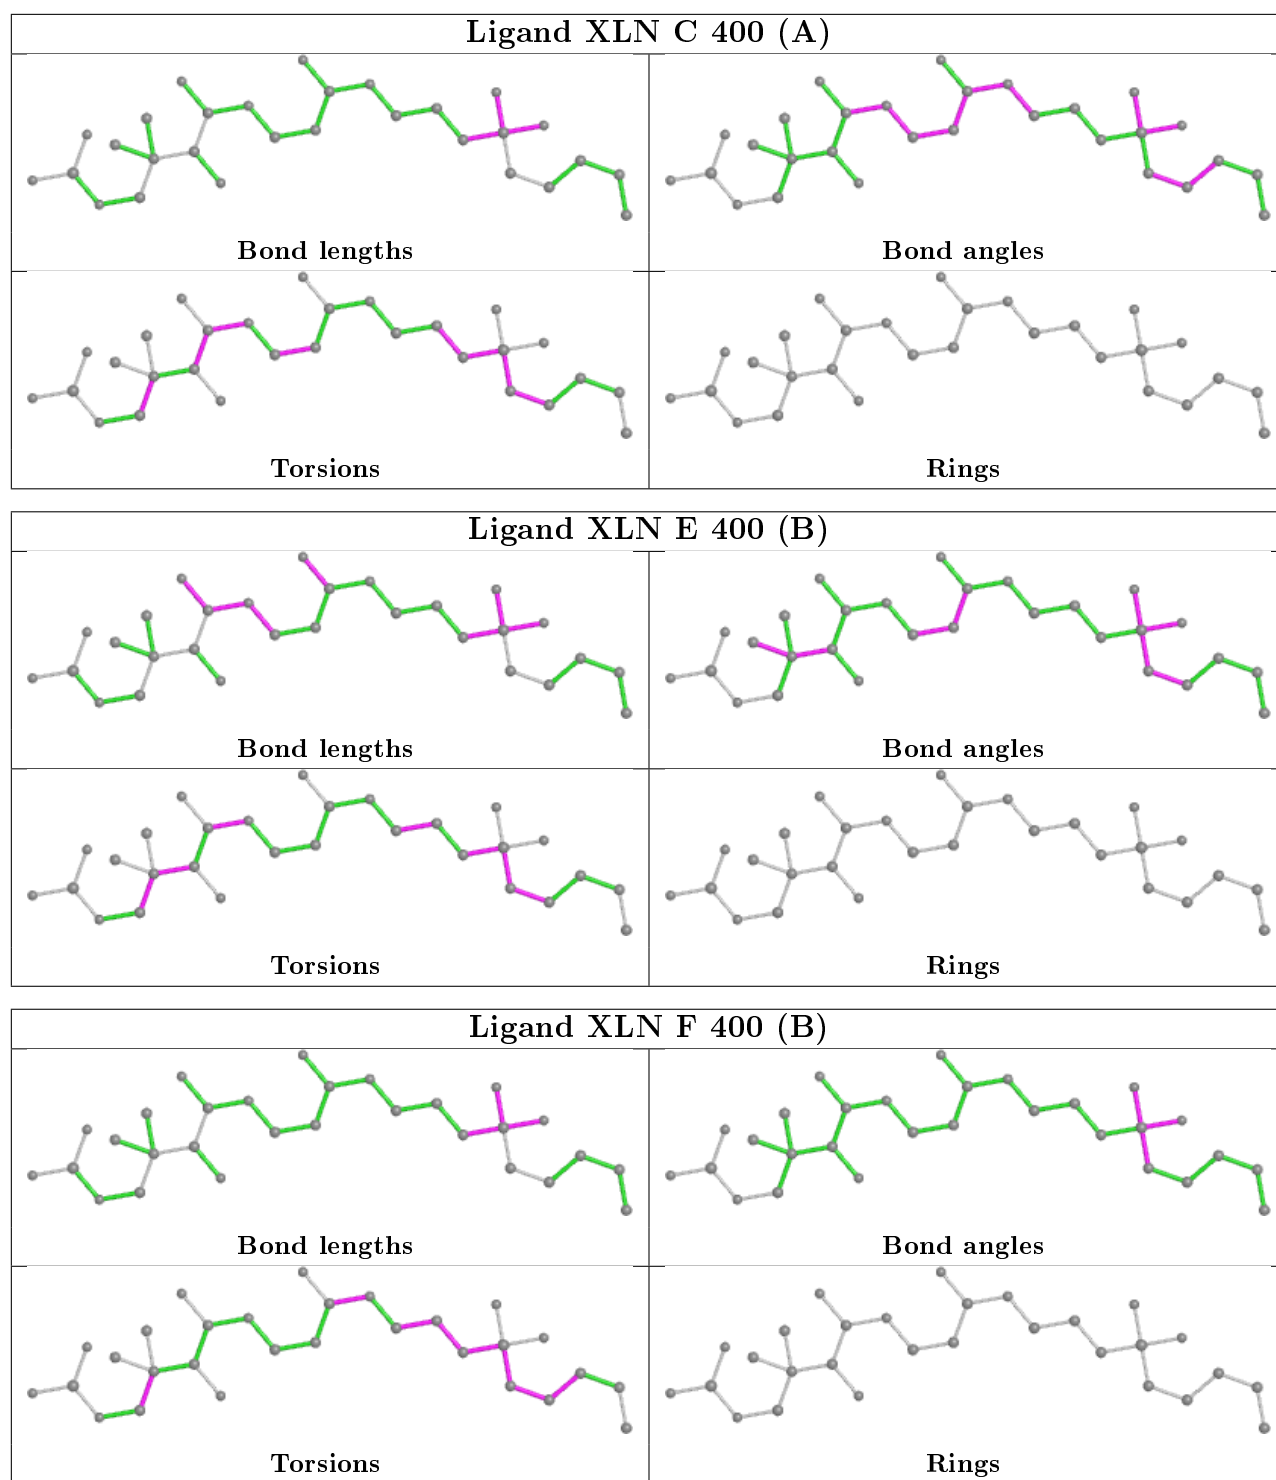 Ligand XLN C 400 (A)
Bond lengths
Bond angles
Torsions
Rings
Ligand XLN E 400 (B)
Bond lengths
Bond angles
Torsions
Rings
Ligand XLN F 400 (B)
Bond lengths
Bond angles
Torsions
Rings